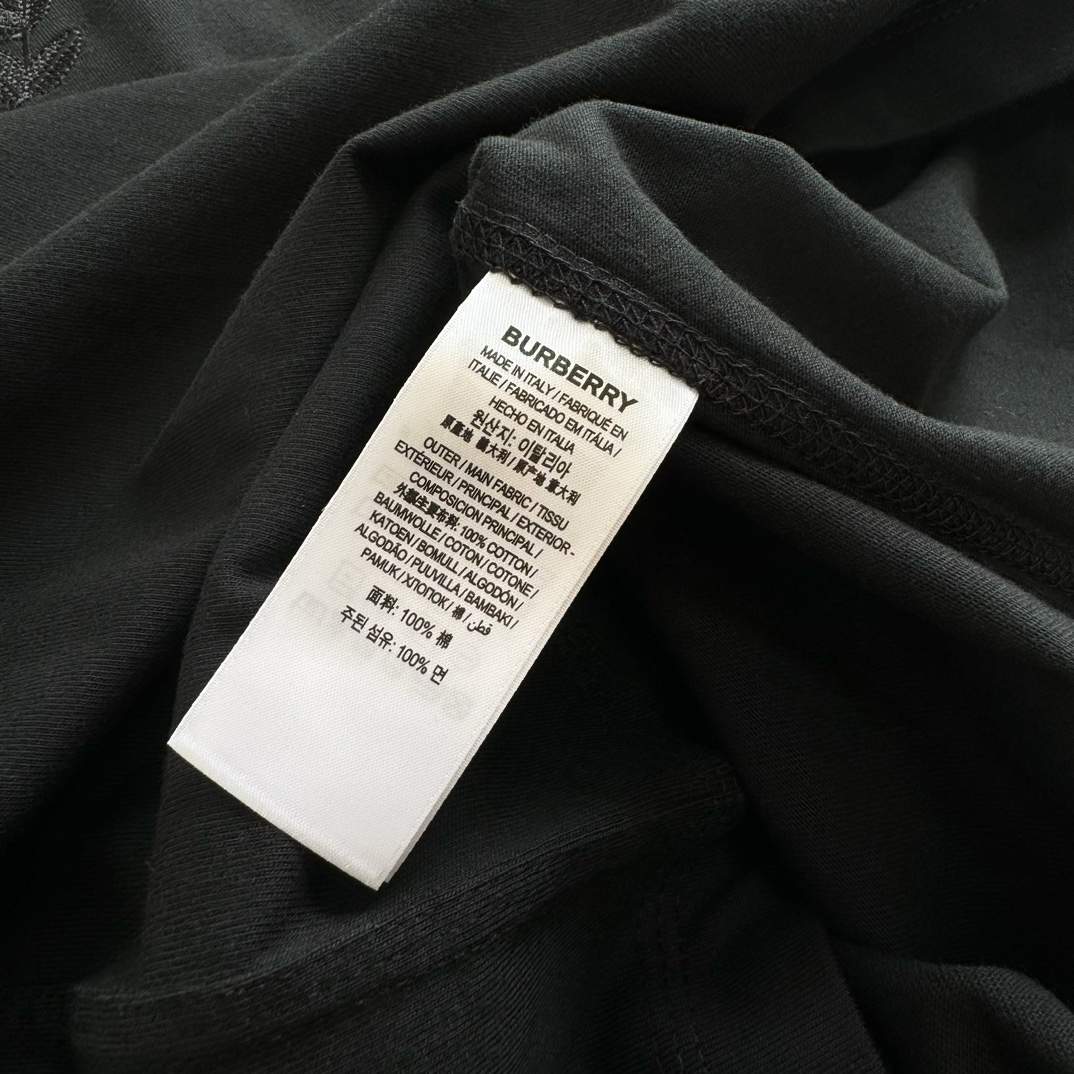 BURBERRY
MADE IN ITALY / FABRIQUÉ EN
ITALIE / FABRICADO EM ITÁLIA /
HECHO EN ITALIA
원산지: 이탈리아
原產地 義大利 / 原产地 意大利
OUTER / MAIN FABRIC / TISSU
EXTÉRIEUR / PRINCIPAL / EXTERIOR -
COMPOSICION PRINCIPAL /
外部主要布料: 100% COTTON /
BAUMWOLLE / COTON / COTONE /
KATOEN / BOMULL / ALGODÓN /
ALGODÃO / PUUVILLA / BAMBAKI /
PAMUK / ХЛОПОК / 棉 / قطن
面料: 100% 棉
주된 섬유: 100% 면